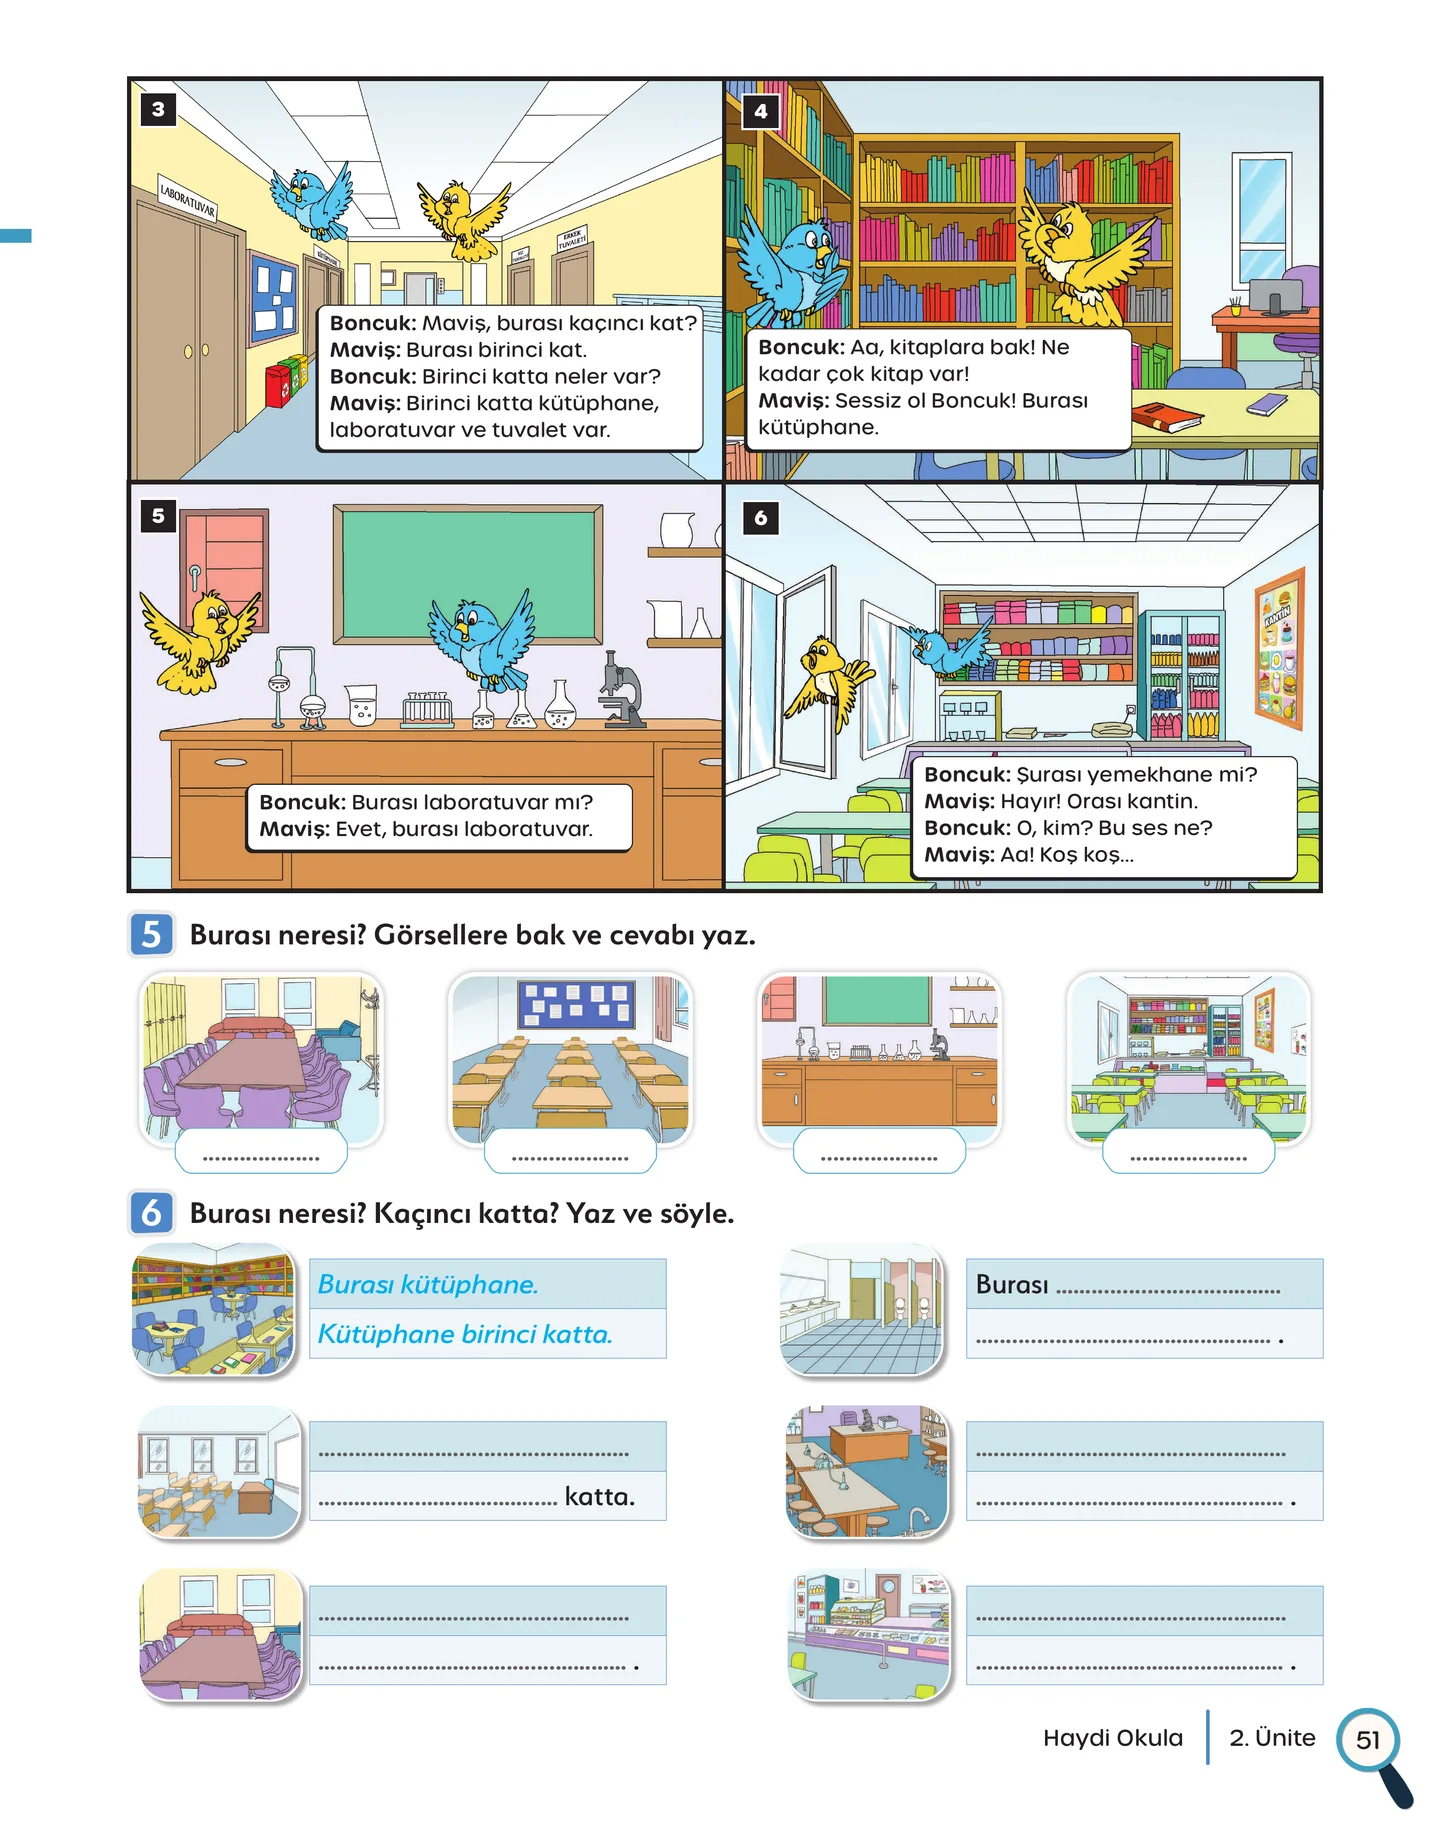 3
LABORATUVAR
KÜTÜPHANE
ERKEK
TUVALETİ
Boncuk: Maviş, burası kaçıncı kat?
Maviş: Burası birinci kat.
Boncuk: Birinci katta neler var?
Maviş: Birinci katta kütüphane,
laboratuvar ve tuvalet var.
4
Boncuk: Aa, kitaplara bak! Ne
kadar çok kitap var!
Maviş: Sessiz ol Boncuk! Burası
kütüphane.
5
Boncuk: Burası laboratuvar mı?
Maviş: Evet, burası laboratuvar.
6
KANTİN
Boncuk: Şurası yemekhane mi?
Maviş: Hayır! Orası kantin.
Boncuk: O, kim? Bu ses ne?
Maviş: Aa! Koş koş...
5 Burası neresi? Görsellere bak ve cevabı yaz.
................... ................... ................... ...................
6 Burası neresi? Kaçıncı katta? Yaz ve söyle.
Burası kütüphane.
Kütüphane birinci katta.
Burası ......................................
.................................................. .
....................................................
........................................ katta.
....................................................
.................................................... .
....................................................
.................................................... .
....................................................
.................................................... .
Haydi Okula
2. Ünite
51